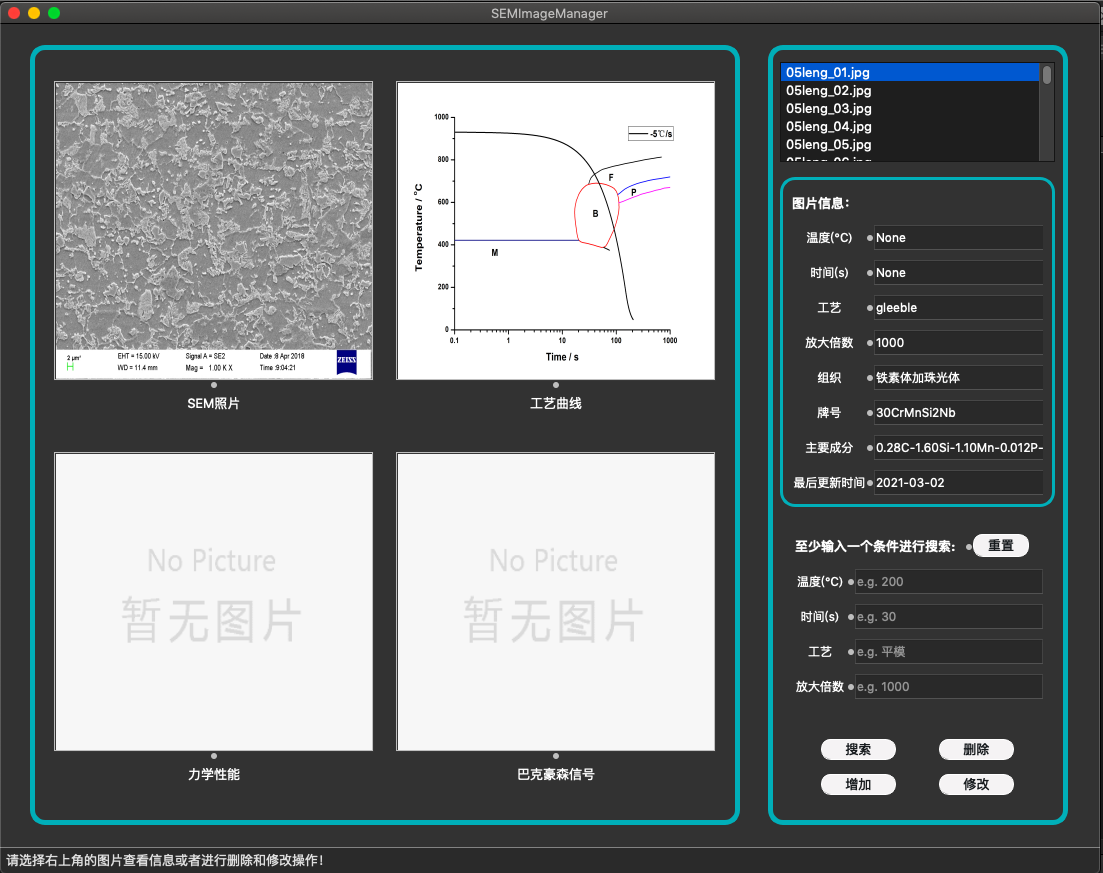 SEMImageManager
2 μm*
EHT = 15.00 kV
Signal A = SE2
Date :8 Apr 2018
WD = 11.4 mm
Mag = 1.00 K X
Time :9:04:21
ZEISS
SEM照片
1000
800
600
400
200
0
0.1
1
10
100
1000
Temperature / °C
Time / s
-5℃/s
F
P
B
M
工艺曲线
No Picture
暂无图片
力学性能
No Picture
暂无图片
巴克豪森信号
05leng_01.jpg
05leng_02.jpg
05leng_03.jpg
05leng_04.jpg
05leng_05.jpg
图片信息:
温度(°C) None
时间(s) None
工艺 gleeble
放大倍数 1000
组织 铁素体加珠光体
牌号 30CrMnSi2Nb
主要成分 0.28C-1.60Si-1.10Mn-0.012P-
最后更新时间 2021-03-02
至少输入一个条件进行搜索: 重置
温度(°C) e.g. 200
时间(s) e.g. 30
工艺 e.g. 平模
放大倍数 e.g. 1000
搜索 删除
增加 修改
请选择右上角的图片查看信息或者进行删除和修改操作!